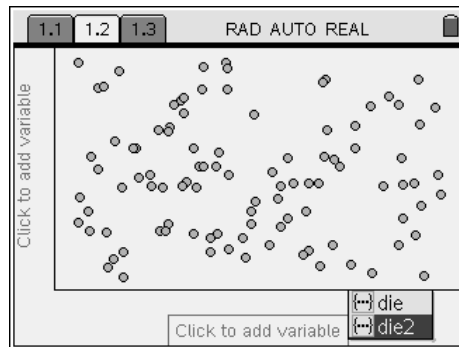 1.1 1.2 1.3 RAD AUTO REAL
Click to add variable
die
Click to add variable die2